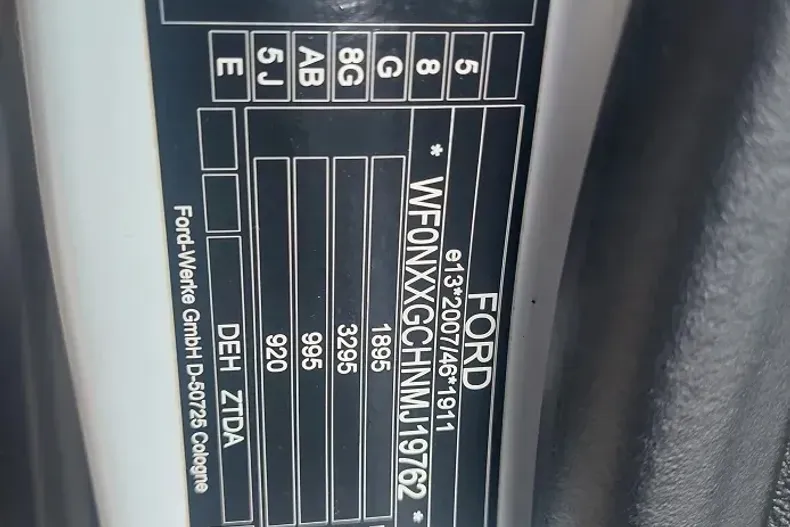 5
8
G
8G
AB
5J
E
FORD
e13*2007/46*1911
* WF0NXXGCHNMJ19762 *
1895
3295
995
920
DEH ZTDA
Ford-Werke GmbH D-50725 Cologne